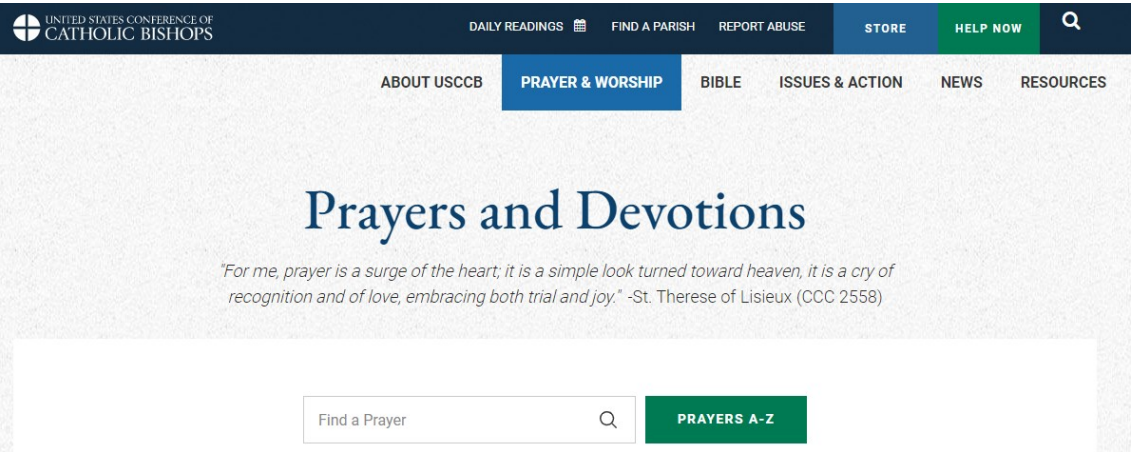 UNITED STATES CONFERENCE OF
CATHOLIC BISHOPS
DAILY READINGS
FIND A PARISH
REPORT ABUSE
STORE
HELP NOW
ABOUT USCCB
PRAYER & WORSHIP
BIBLE
ISSUES & ACTION
NEWS
RESOURCES
Prayers and Devotions
"For me, prayer is a surge of the heart; it is a simple look turned toward heaven, it is a cry of
recognition and of love, embracing both trial and joy." -St. Therese of Lisieux (CCC 2558)
Find a Prayer
PRAYERS A-Z